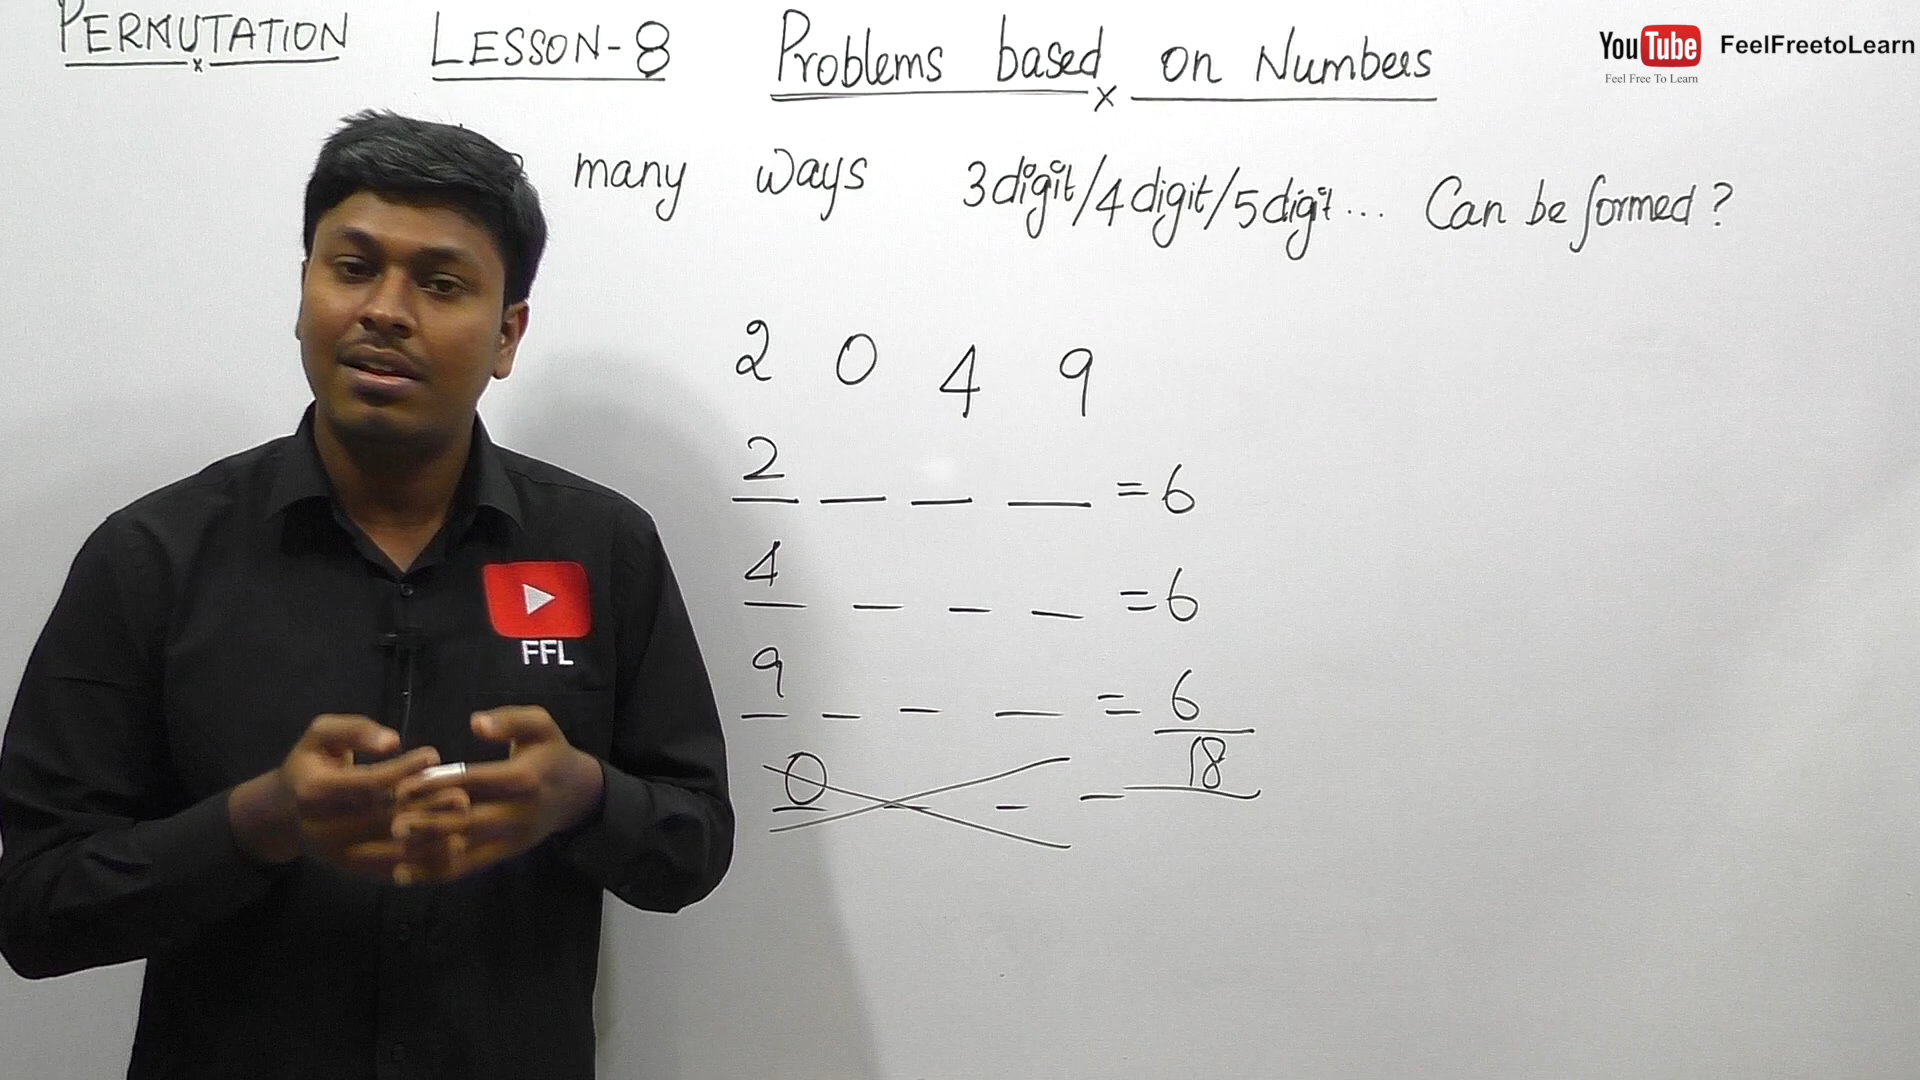 PERMUTATION LESSON-8 Problems based on Numbers
YouTube FeelFreetoLearn
Feel Free To Learn
many ways 3digit/4digit/5digit... Can be formed?
2 0 4 9
2 _ _ _ = 6
4 _ _ _ = 6
9 _ _ _ = 6
18
0 _ _ _
FFL